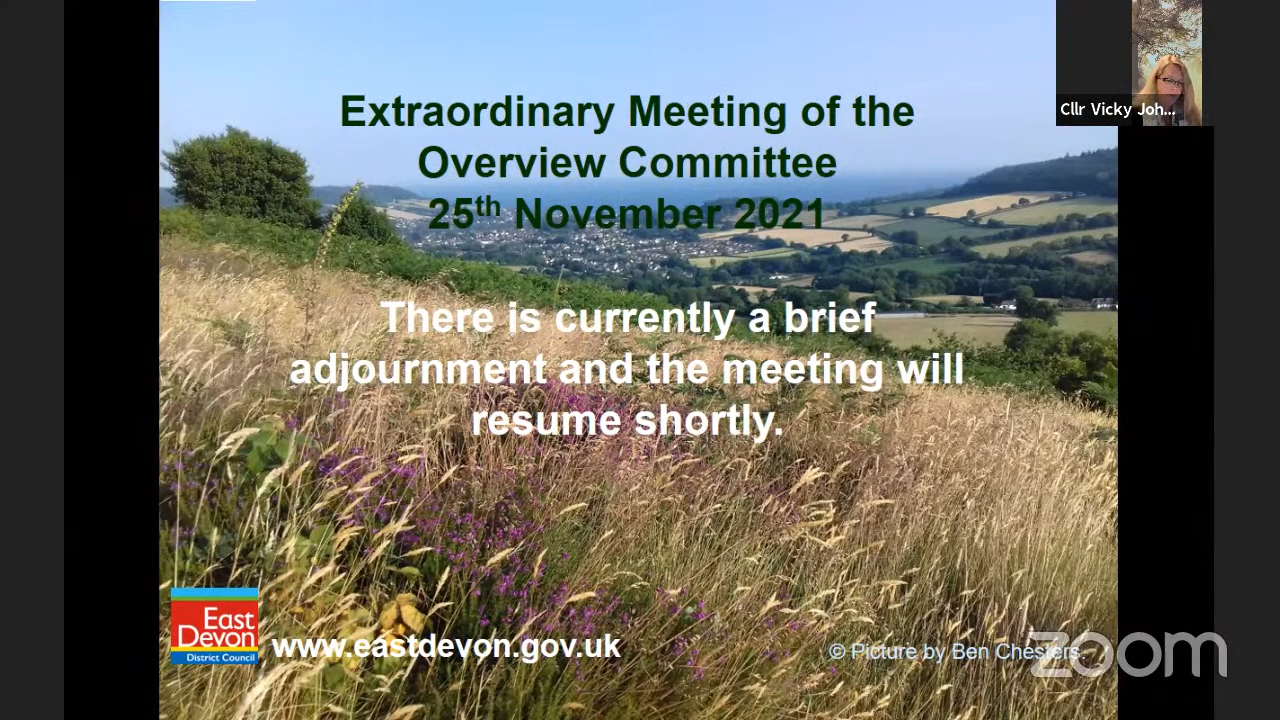 Extraordinary Meeting of the
Overview Committee
25th November 2021
Cllr Vicky Joh...
There is currently a brief
adjournment and the meeting will
resume shortly.
East
Devon
District Council
www.eastdevon.gov.uk
© Picture by Ben Chesters
zoom